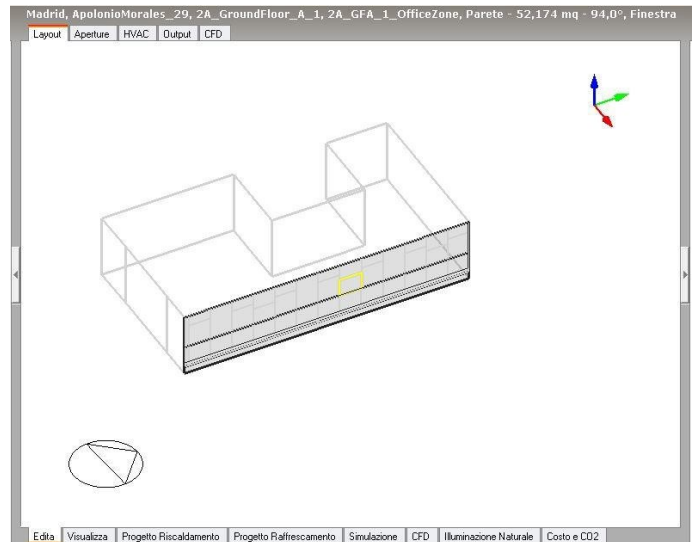 Madrid, ApolonioMorales_29, 2A_GroundFloor_A_1, 2A_GFA_1_OfficeZone, Parete - 52,174 mq - 94,0°, Finestra
Layout Aperture HVAC Output CFD
Edita Visualizza Progetto Riscaldamento Progetto Raffrescamento Simulazione CFD Illuminazione Naturale Costo e CO2